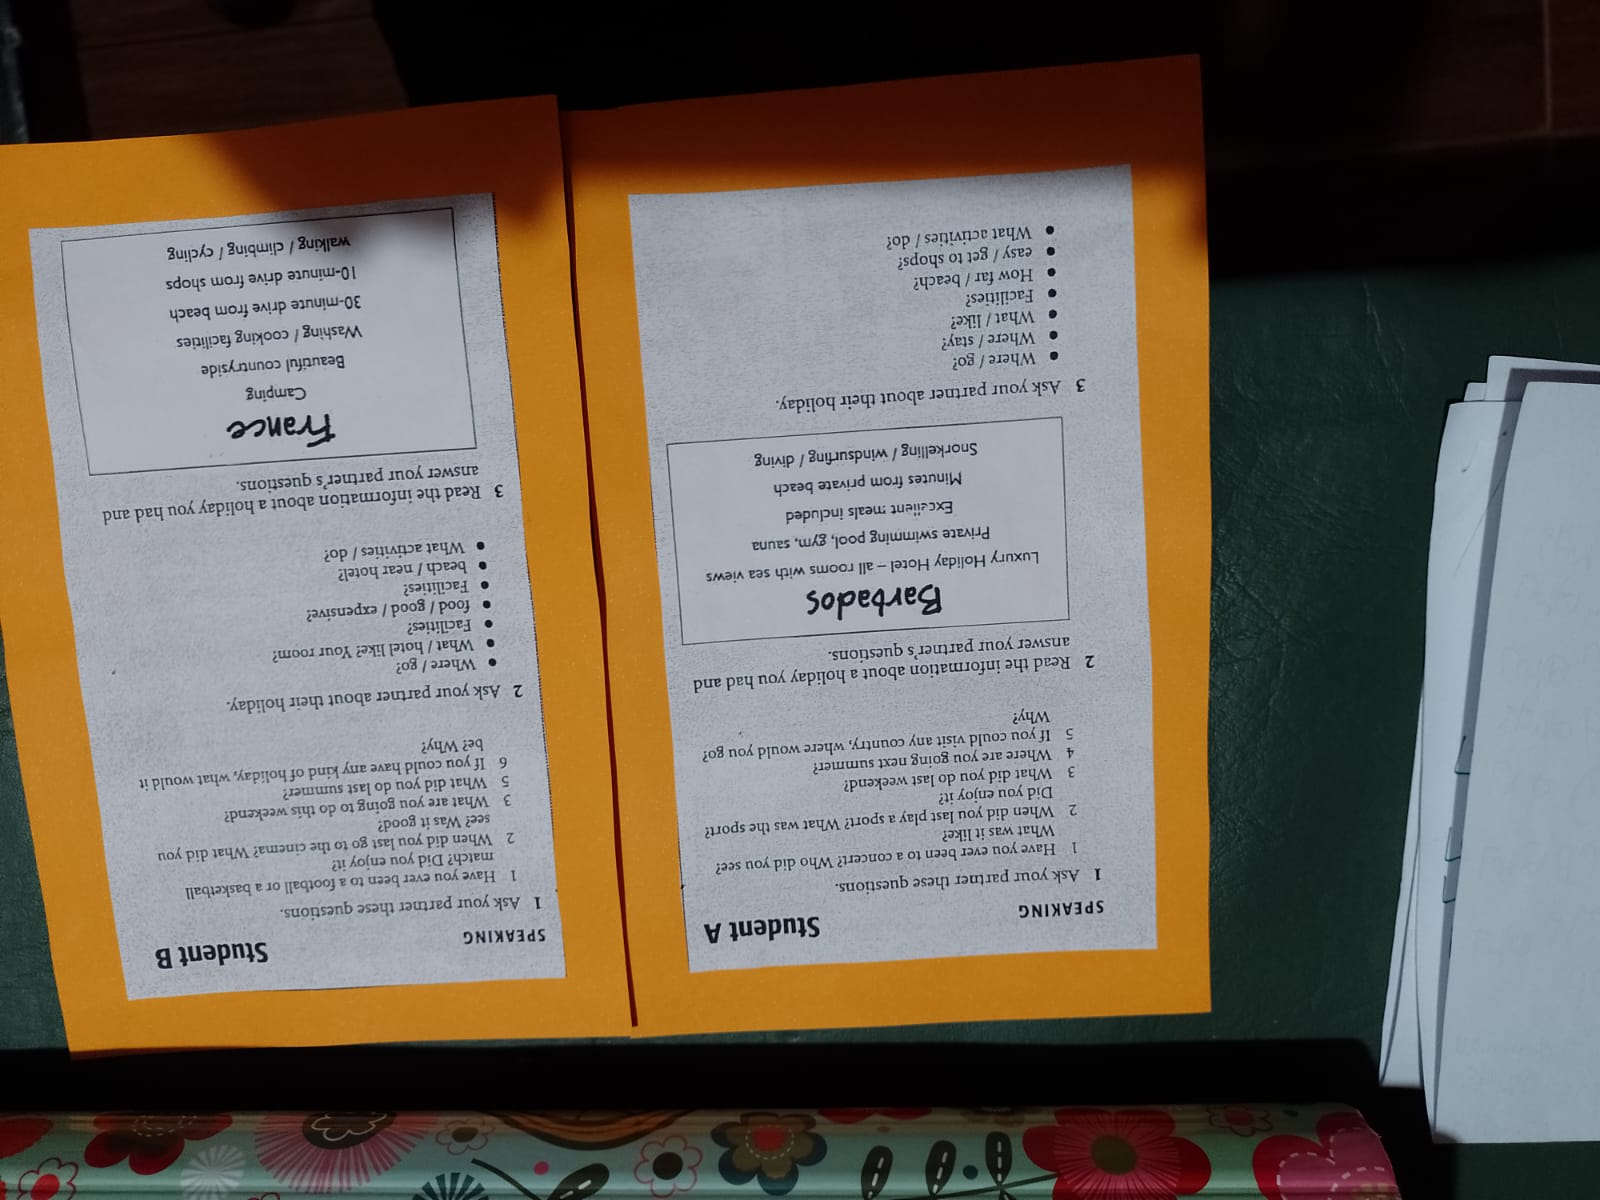 SPEAKING
Student A
1 Ask your partner these questions.
1 Have you ever been to a concert? Who did you see?
What was it like?
2 When did you last play a sport? What was the sport?
Did you enjoy it?
3 What did you do last weekend?
4 Where are you going next summer?
5 If you could visit any country, where would you go?
Why?
2 Read the information about a holiday you had and
answer your partner's questions.
Barbados
Luxury Holiday Hotel – all rooms with sea views
Private swimming pool, gym, sauna
Excellent meals included
Minutes from private beach
Snorkelling / windsurfing / diving
3 Ask your partner about their holiday.
• Where / go?
• Where / stay?
• What / like?
• Facilities?
• How far / beach?
• easy / get to shops?
• What activities / do?
SPEAKING
Student B
1 Ask your partner these questions.
1 Have you ever been to a football or a basketball
match? Did you enjoy it?
2 When did you last go to the cinema? What did you
see? Was it good?
3 What are you going to do this weekend?
5 What did you do last summer?
6 If you could have any kind of holiday, what would it
be? Why?
2 Ask your partner about their holiday.
• Where / go?
• What / hotel like? Your room?
• Facilities?
• food / good / expensive?
• Facilities?
• beach / near hotel?
• What activities / do?
3 Read the information about a holiday you had and
answer your partner's questions.
France
Camping
Beautiful countryside
Washing / cooking facilities
30-minute drive from beach
10-minute drive from shops
walking / climbing / cycling